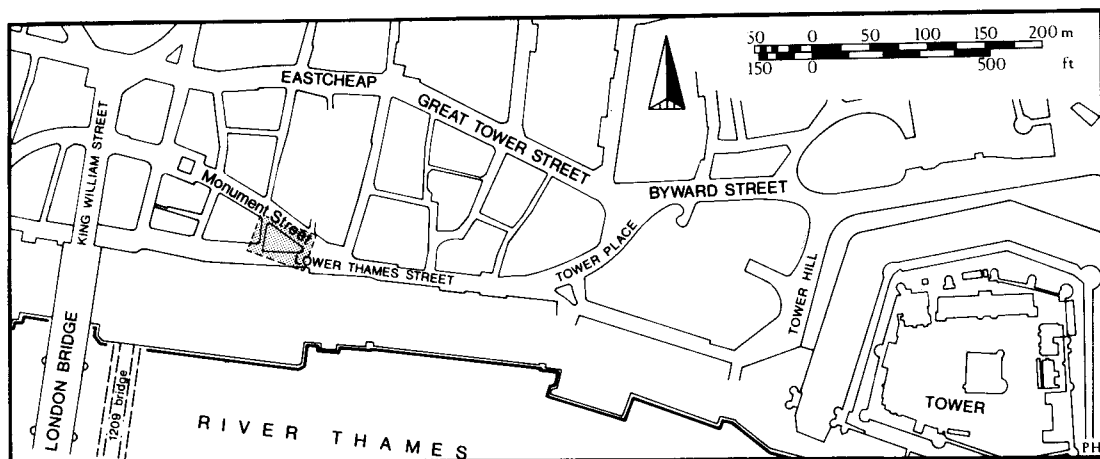 50 0 50 100 150 200 m
150 0 500 ft
EASTCHEAP
GREAT TOWER STREET
KING WILLIAM STREET
Monument Street
BYWARD STREET
LOWER THAMES STREET
TOWER PLACE
TOWER HILL
LONDON BRIDGE
1209 bridge
TOWER
RIVER THAMES
PH